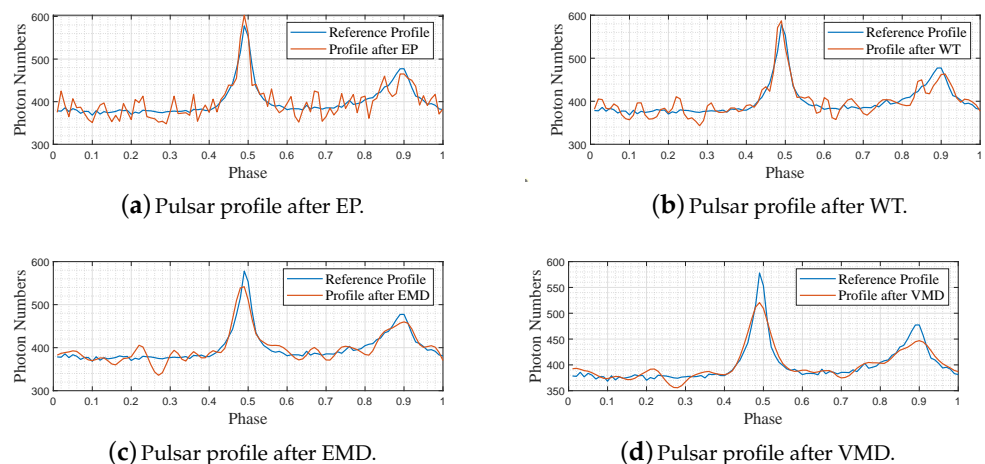 600
500
400
300
Photon Numbers
Reference Profile
Profile after EP
0 0.1 0.2 0.3 0.4 0.5 0.6 0.7 0.8 0.9 1
Phase
(a) Pulsar profile after EP.
600
500
400
300
Photon Numbers
Reference Profile
Profile after WT
0 0.1 0.2 0.3 0.4 0.5 0.6 0.7 0.8 0.9 1
Phase
(b) Pulsar profile after WT.
600
500
400
300
Photon Numbers
Reference Profile
Profile after EMD
0 0.1 0.2 0.3 0.4 0.5 0.6 0.7 0.8 0.9 1
Phase
(c) Pulsar profile after EMD.
600
550
500
450
400
350
Photon Numbers
Reference Profile
Profile after VMD
0 0.1 0.2 0.3 0.4 0.5 0.6 0.7 0.8 0.9 1
Phase
(d) Pulsar profile after VMD.